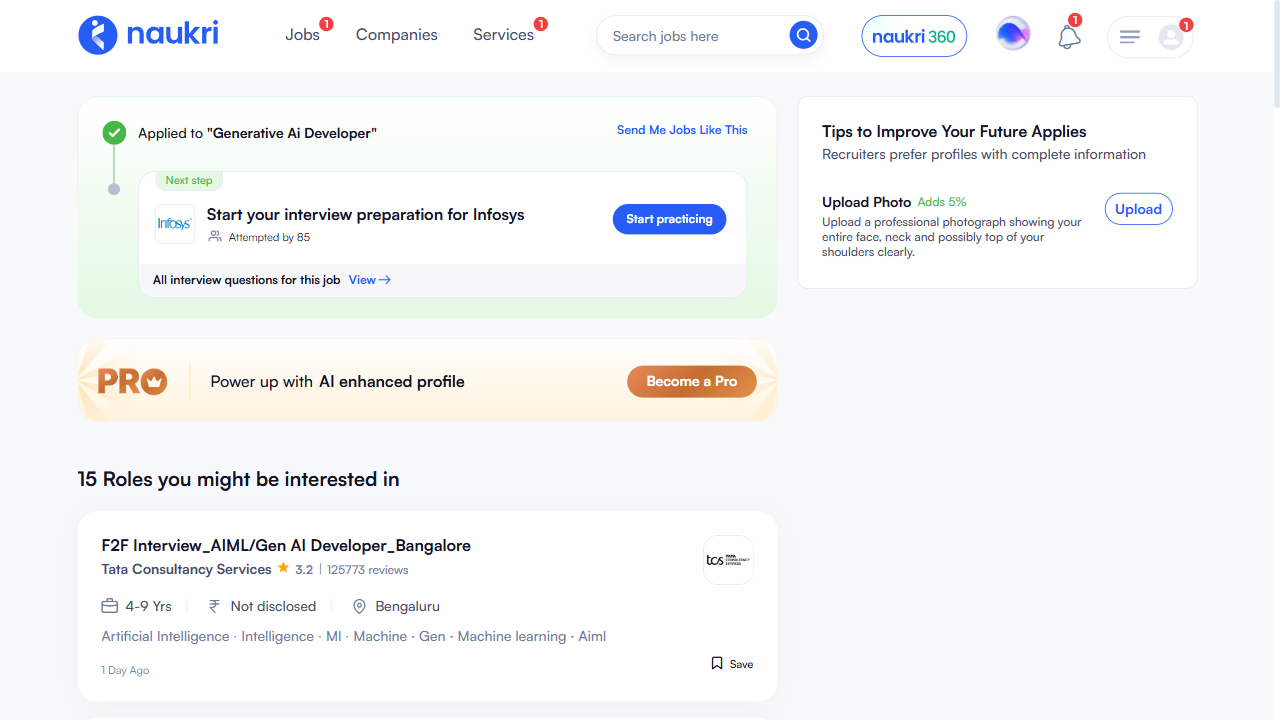 naukri
Jobs 1
Companies
Services 1
Search jobs here
naukri 360
1
1
Applied to "Generative Ai Developer"
Send Me Jobs Like This
Next step
Infosys
Start your interview preparation for Infosys
Attempted by 85
Start practicing
All interview questions for this job View
Tips to Improve Your Future Applies
Recruiters prefer profiles with complete information
Upload Photo Adds 5%
Upload a professional photograph showing your
entire face, neck and possibly top of your
shoulders clearly.
Upload
PRO
Power up with AI enhanced profile
Become a Pro
15 Roles you might be interested in
F2F Interview_AIML/Gen AI Developer_Bangalore
Tata Consultancy Services 3.2 | 125773 reviews
tcs TATA CONSULTANCY SERVICES
4-9 Yrs
₹ Not disclosed
Bengaluru
Artificial Intelligence · Intelligence · Ml · Machine · Gen · Machine learning · Aiml
1 Day Ago
Save